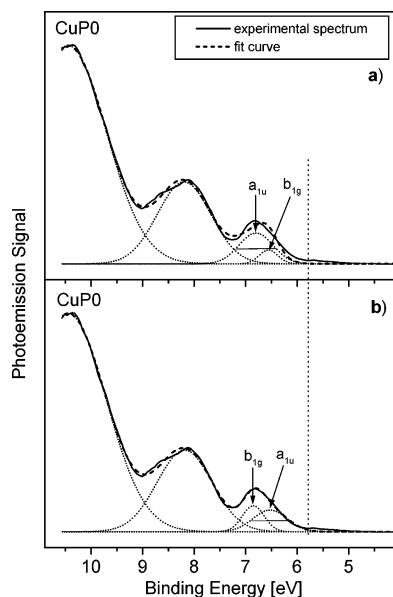 CuP0
experimental spectrum
fit curve
a)
a1u
b1g
CuP0
b)
b1g
a1u
Photoemission Signal
10 9 8 7 6 5
Binding Energy [eV]